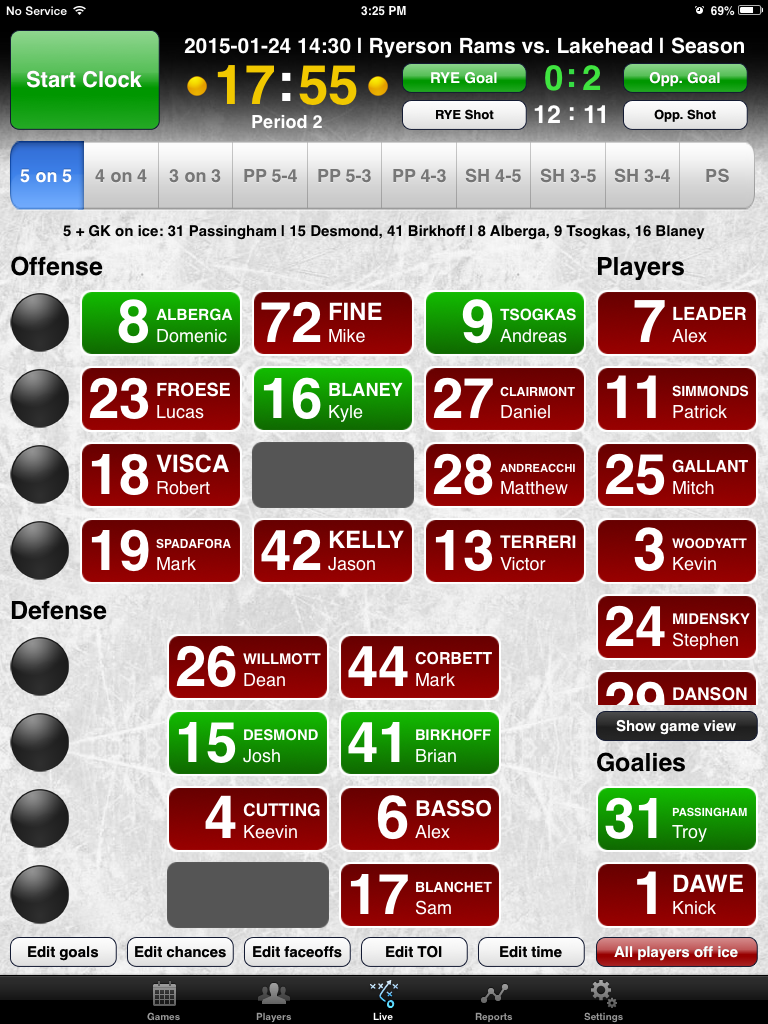 No Service 3:25 PM 69%
2015-01-24 14:30 | Ryerson Rams vs. Lakehead | Season
Start Clock
17:55
Period 2
RYE Goal 0:2 Opp. Goal
RYE Shot 12 : 11 Opp. Shot
5 on 5 4 on 4 3 on 3 PP 5-4 PP 5-3 PP 4-3 SH 4-5 SH 3-5 SH 3-4 PS
5 + GK on ice: 31 Passingham | 15 Desmond, 41 Birkhoff | 8 Alberga, 9 Tsogkas, 16 Blaney
Offense
8 ALBERGA Domenic
72 FINE Mike
9 TSOGKAS Andreas
23 FROESE Lucas
16 BLANEY Kyle
27 CLAIRMONT Daniel
18 VISCA Robert
28 ANDREACCHI Matthew
19 SPADAFORA Mark
42 KELLY Jason
13 TERRERI Victor
Defense
26 WILLMOTT Dean
44 CORBETT Mark
15 DESMOND Josh
41 BIRKHOFF Brian
4 CUTTING Keevin
6 BASSO Alex
17 BLANCHET Sam
Players
7 LEADER Alex
11 SIMMONDS Patrick
25 GALLANT Mitch
3 WOODYATT Kevin
24 MIDENSKY Stephen
29 DANSON
Show game view
Goalies
31 PASSINGHAM Troy
1 DAWE Knick
Edit goals Edit chances Edit faceoffs Edit TOI Edit time All players off ice
Games Players Live Reports Settings